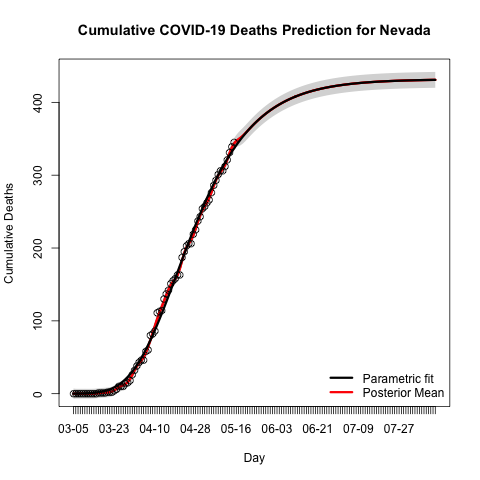 Cumulative COVID-19 Deaths Prediction for Nevada
Cumulative Deaths
400
300
200
100
0
Parametric fit
Posterior Mean
03-05 03-23 04-10 04-28 05-16 06-03 06-21 07-09 07-27
Day